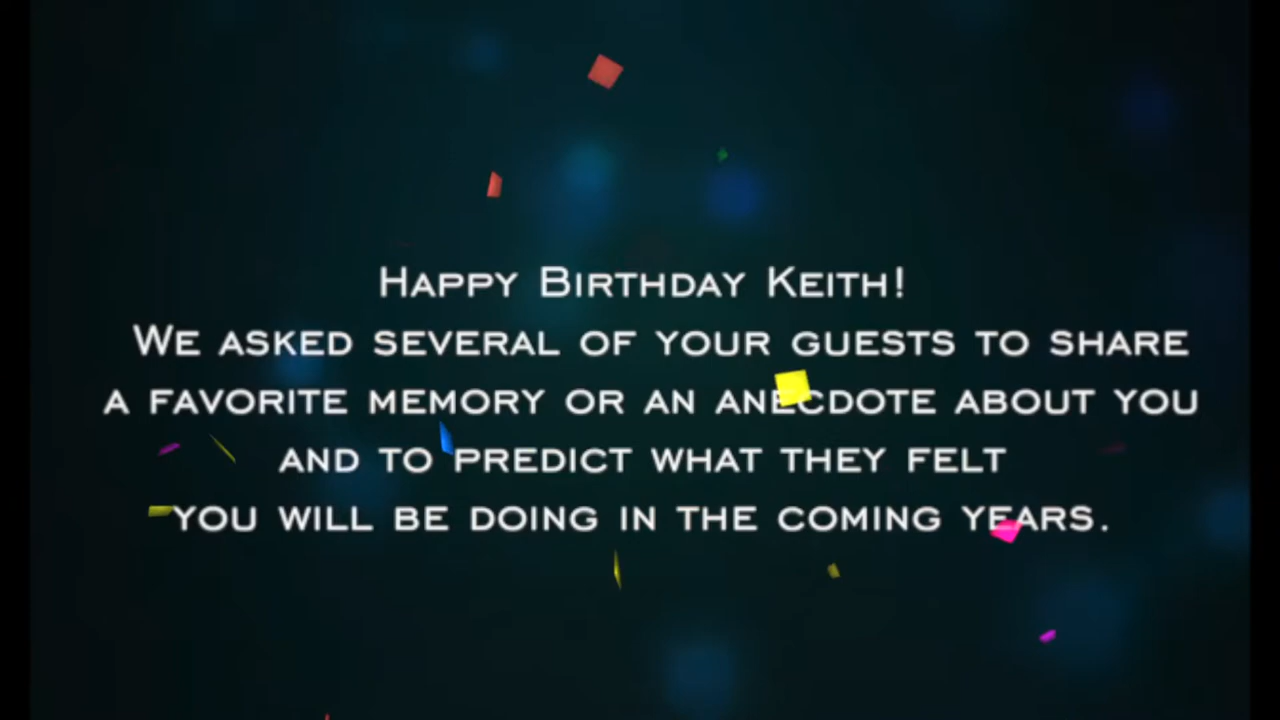 Happy Birthday Keith!
We asked several of your guests to share
a favorite memory or an anecdote about you
and to predict what they felt
you will be doing in the coming years.